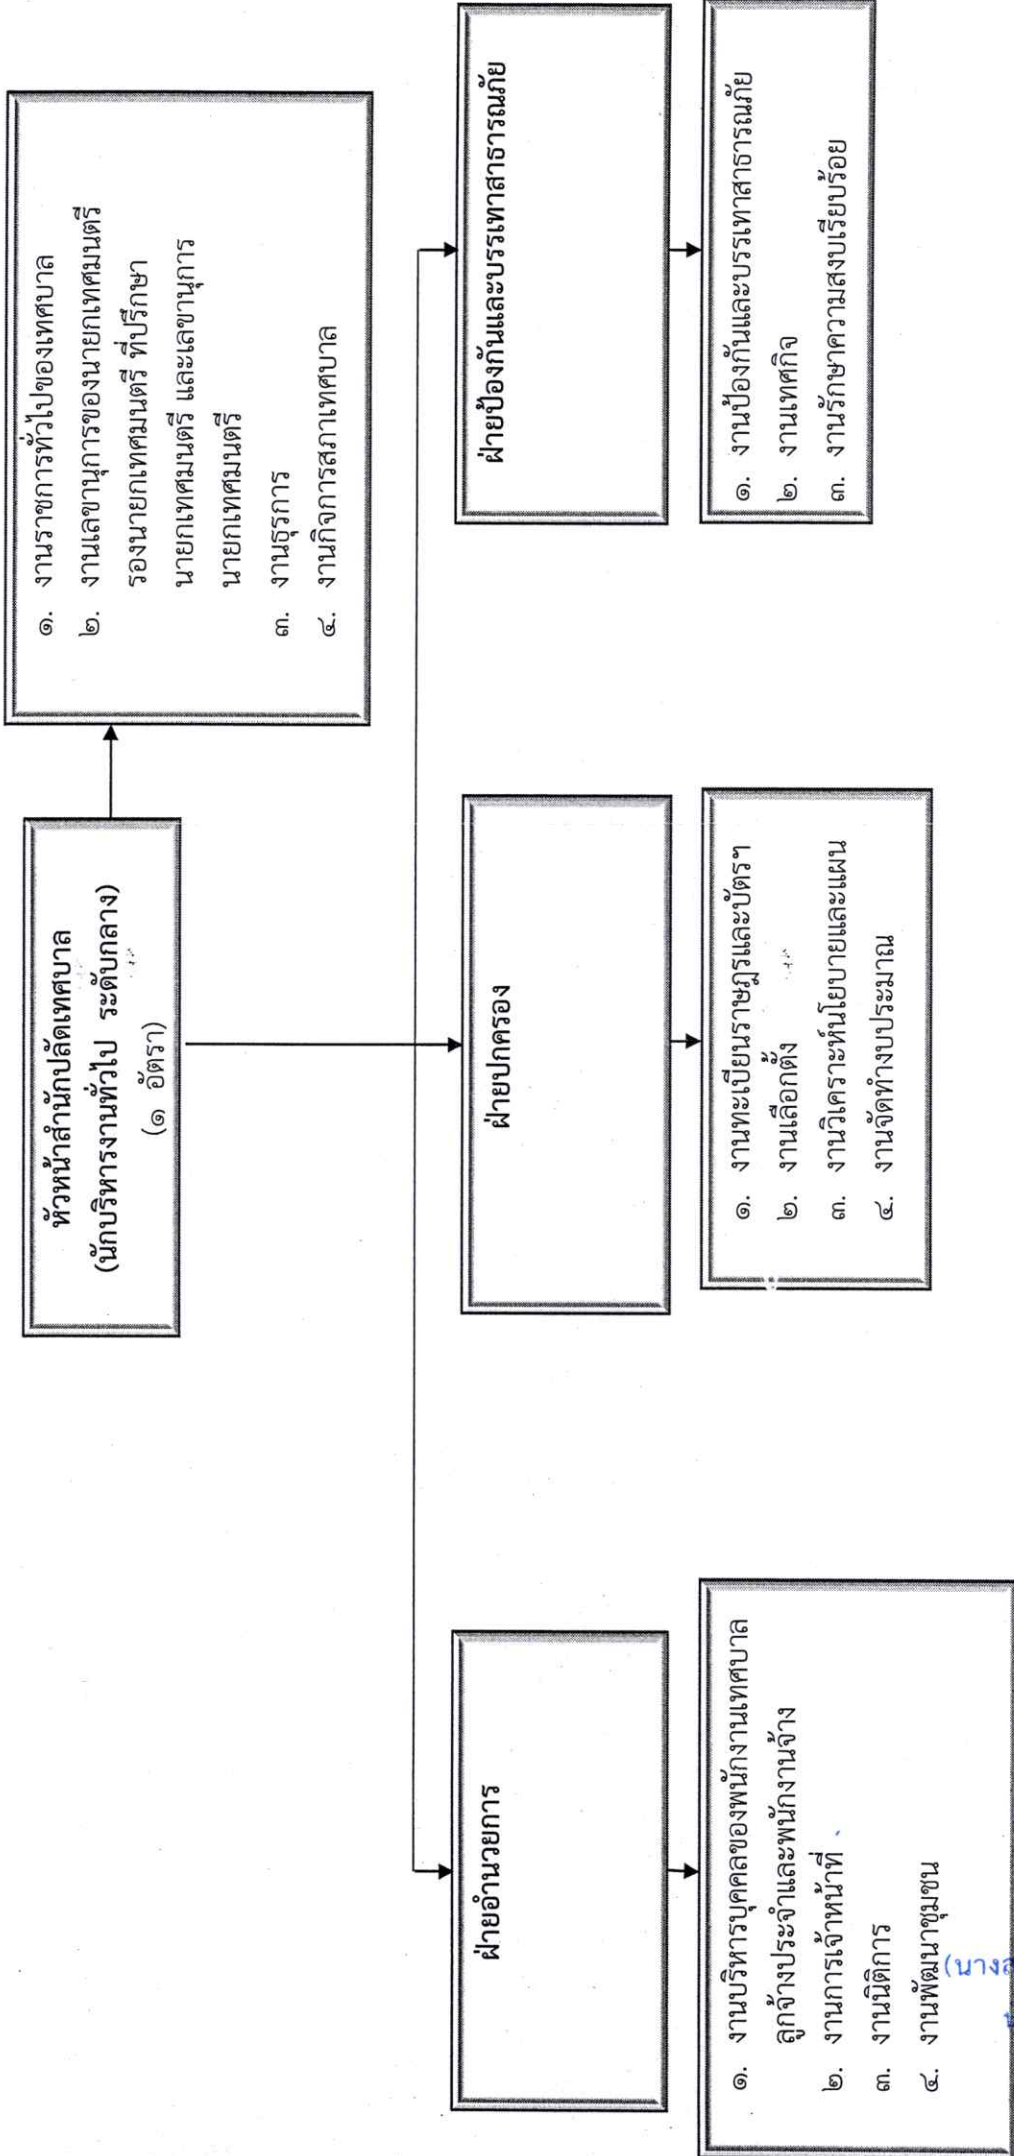 หัวหน้าสำนักปลัดเทศบาล
(นักบริหารงานทั่วไป ระดับกลาง)
(๑ อัตรา)
๑. งานราชการทั่วไปของเทศบาล
๒. งานเลขานุการของนายกเทศมนตรี
รองนายกเทศมนตรี ที่ปรึกษา
นายกเทศมนตรี และเลขานุการ
นายกเทศมนตรี
๓. งานธุรการ
๔. งานกิจการสภาเทศบาล
ฝ่ายอำนวยการ
๑. งานบริหารบุคคลของพนักงานเทศบาล
ลูกจ้างประจำและพนักงานจ้าง
๒. งานการเจ้าหน้าที่
๓. งานนิติการ
๔. งานพัฒนาชุมชน
ฝ่ายปกครอง
๑. งานทะเบียนราษฎรและบัตรฯ
๒. งานเลือกตั้ง
๓. งานวิเคราะห์นโยบายและแผน
๔. งานจัดทำงบประมาณ
ฝ่ายป้องกันและบรรเทาสาธารณภัย
๑. งานป้องกันและบรรเทาสาธารณภัย
๒. งานเทศกิจ
๓. งานรักษาความสงบเรียบร้อย